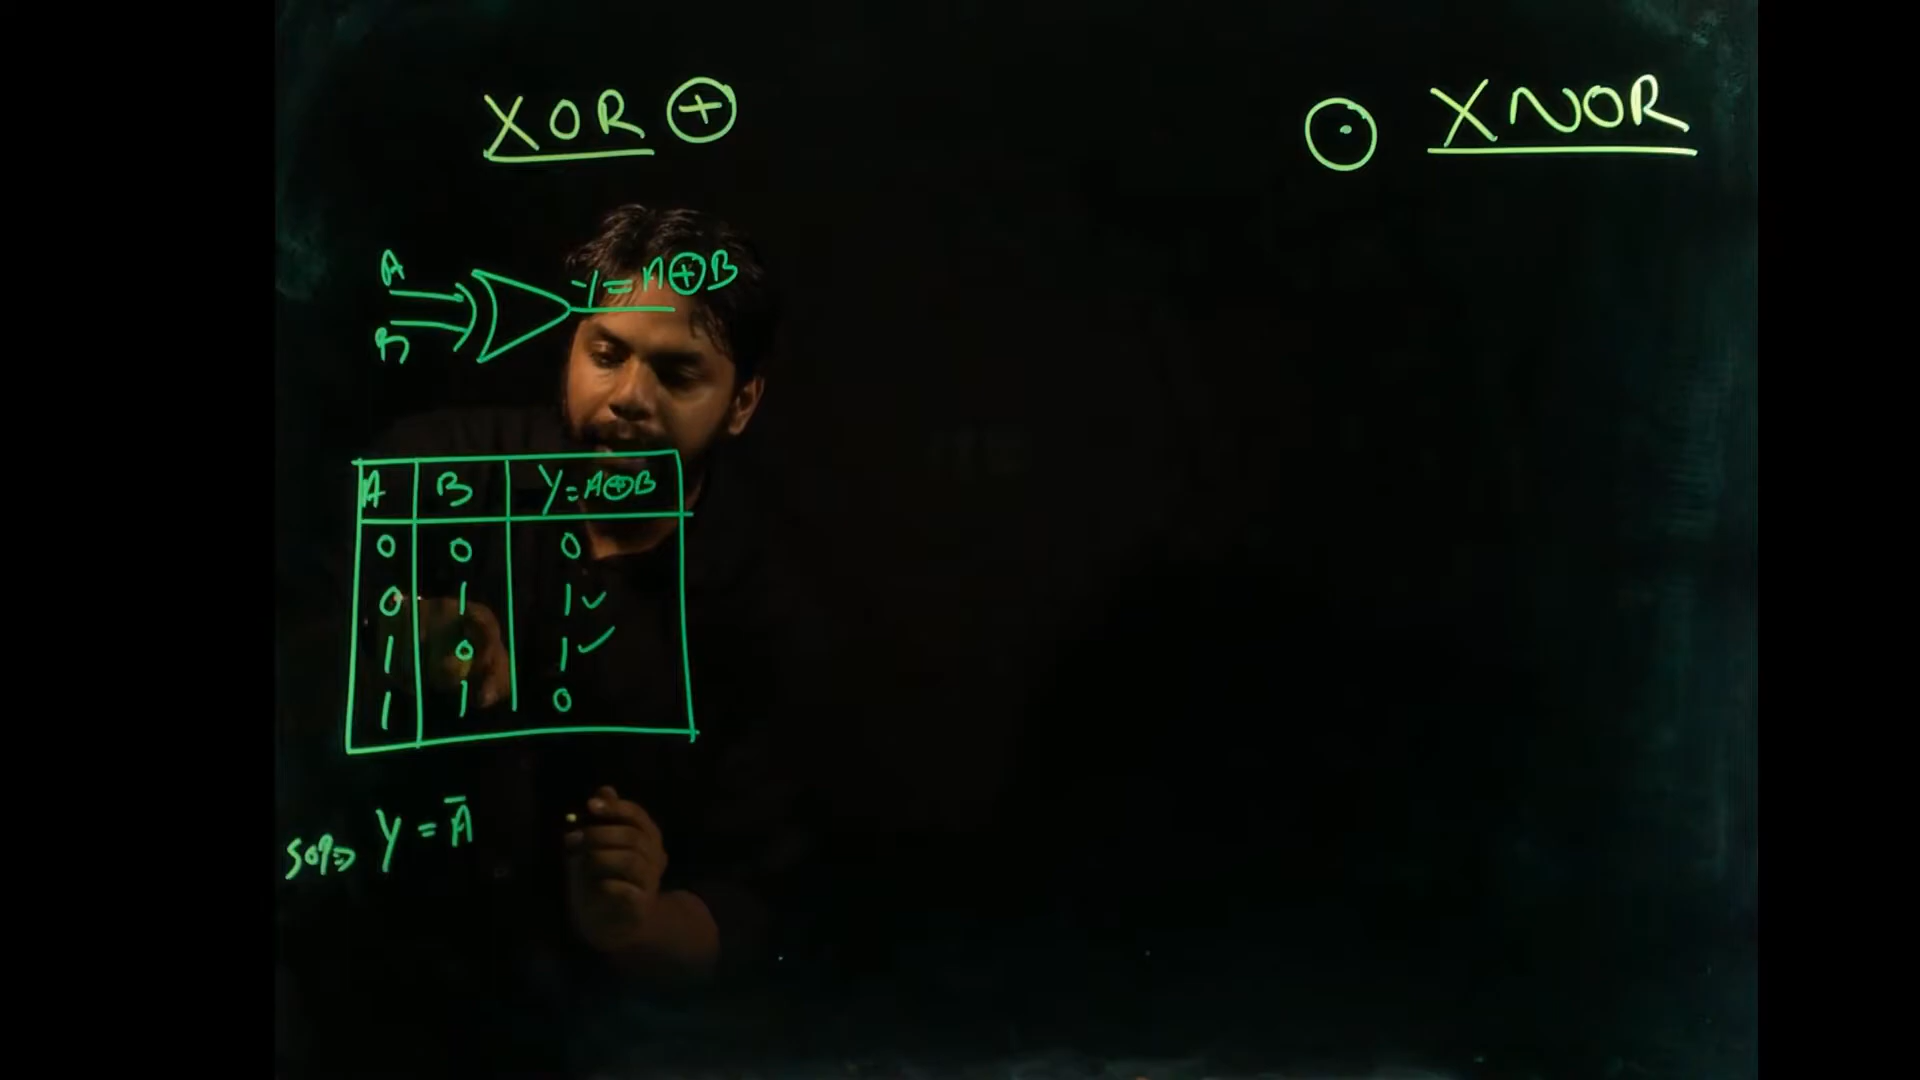 XOR ⊕
⊙ XNOR
A
B
Y = A⊕B
A B Y = A⊕B
0 0 0
0 1 1 ✓
1 0 1 ✓
1 1 0
SOP⇒ Y = A̅